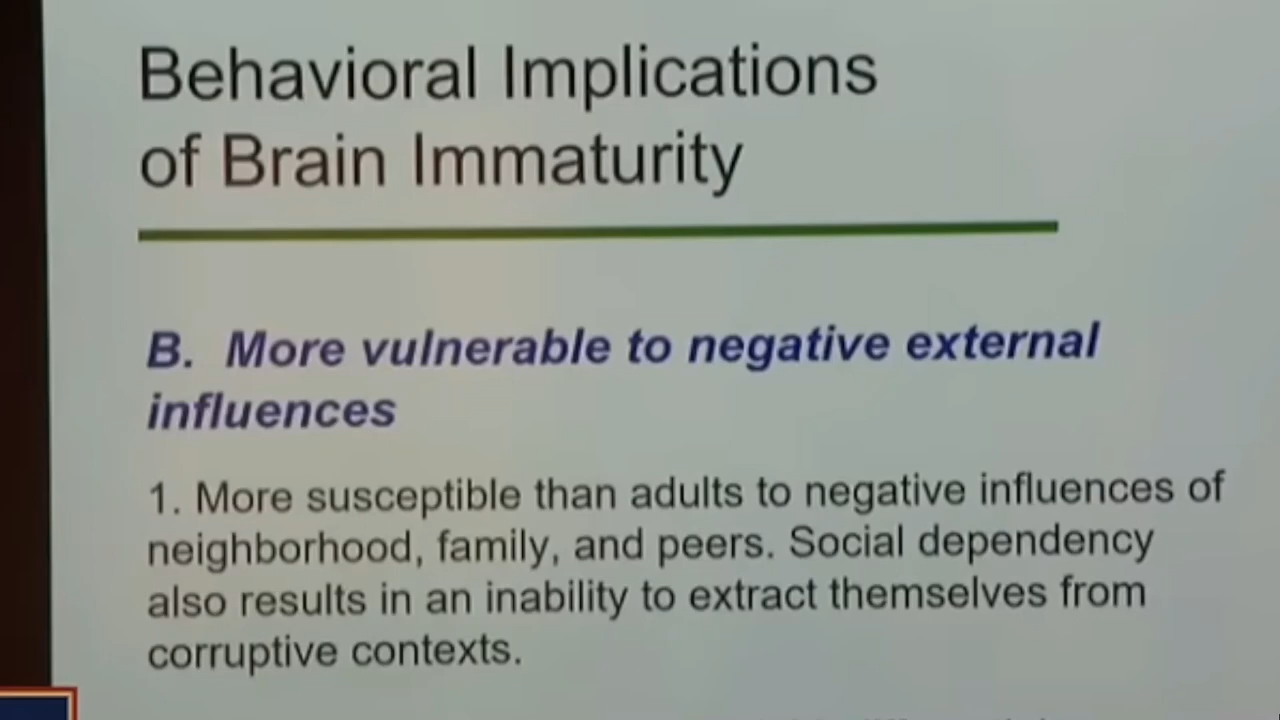 Behavioral Implications
of Brain Immaturity
B. More vulnerable to negative external
influences
1. More susceptible than adults to negative influences of
neighborhood, family, and peers. Social dependency
also results in an inability to extract themselves from
corruptive contexts.